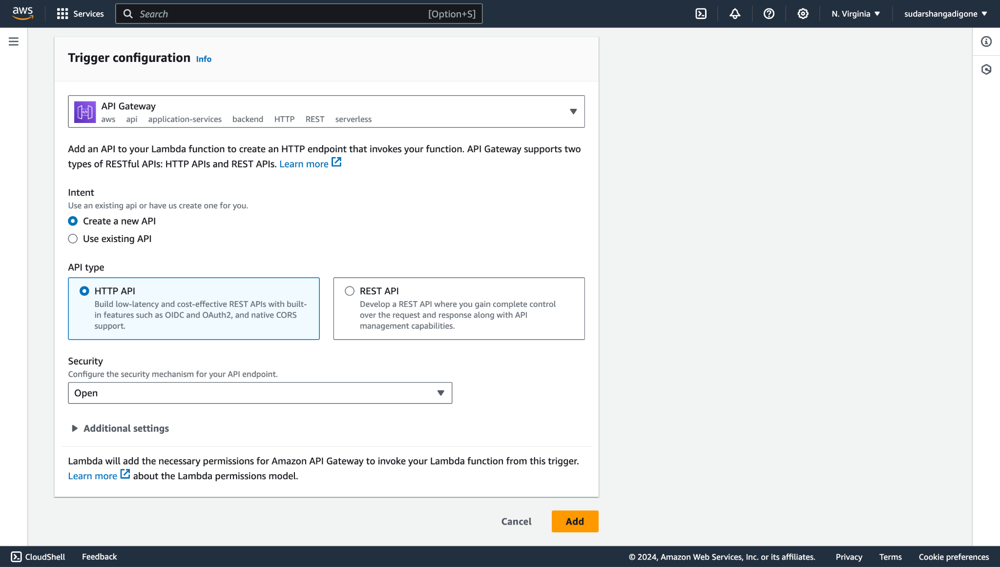 aws
Services
Search [Option+S]
N. Virginia
sudarshangadigone
Trigger configuration Info
API Gateway
aws api application-services backend HTTP REST serverless
Add an API to your Lambda function to create an HTTP endpoint that invokes your function. API Gateway supports two
types of RESTful APIs: HTTP APIs and REST APIs. Learn more
Intent
Use an existing api or have us create one for you.
Create a new API
Use existing API
API type
HTTP API
Build low-latency and cost-effective REST APIs with built-
in features such as OIDC and OAuth2, and native CORS
support.
REST API
Develop a REST API where you gain complete control
over the request and response along with API
management capabilities.
Security
Configure the security mechanism for your API endpoint.
Open
Additional settings
Lambda will add the necessary permissions for Amazon API Gateway to invoke your Lambda function from this trigger.
Learn more about the Lambda permissions model.
Cancel Add
CloudShell Feedback © 2024, Amazon Web Services, Inc. or its affiliates. Privacy Terms Cookie preferences